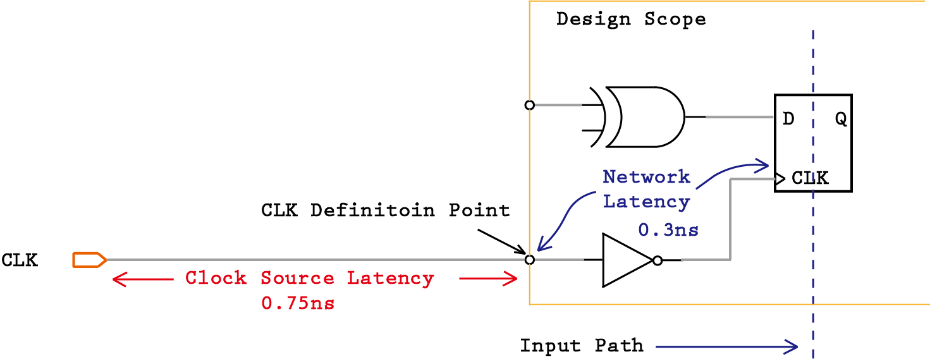 Design Scope
D Q
CLK
Network
Latency
0.3ns
CLK Definitoin Point
CLK
Clock Source Latency
0.75ns
Input Path